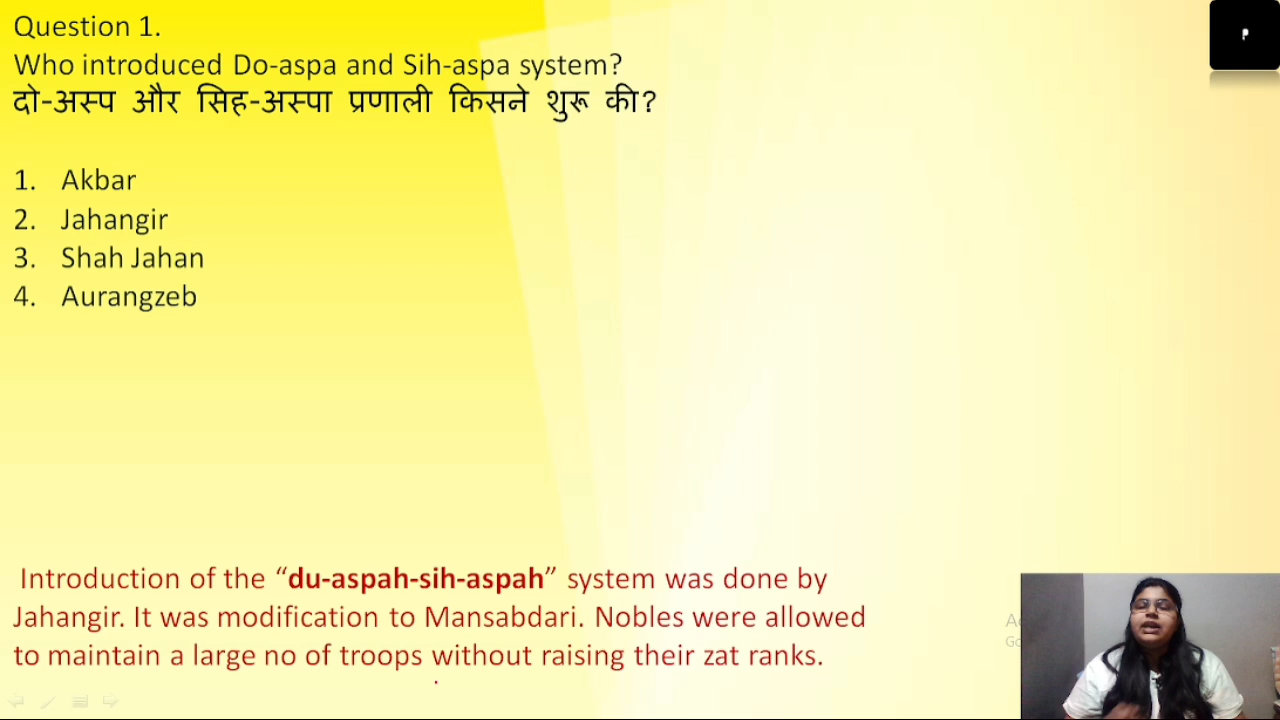 Question 1.
Who introduced Do-aspa and Sih-aspa system?
दो-अस्प और सिह-अस्पा प्रणाली किसने शुरू की?
1. Akbar
2. Jahangir
3. Shah Jahan
4. Aurangzeb
Introduction of the “du-aspah-sih-aspah” system was done by
Jahangir. It was modification to Mansabdari. Nobles were allowed
to maintain a large no of troops without raising their zat ranks.